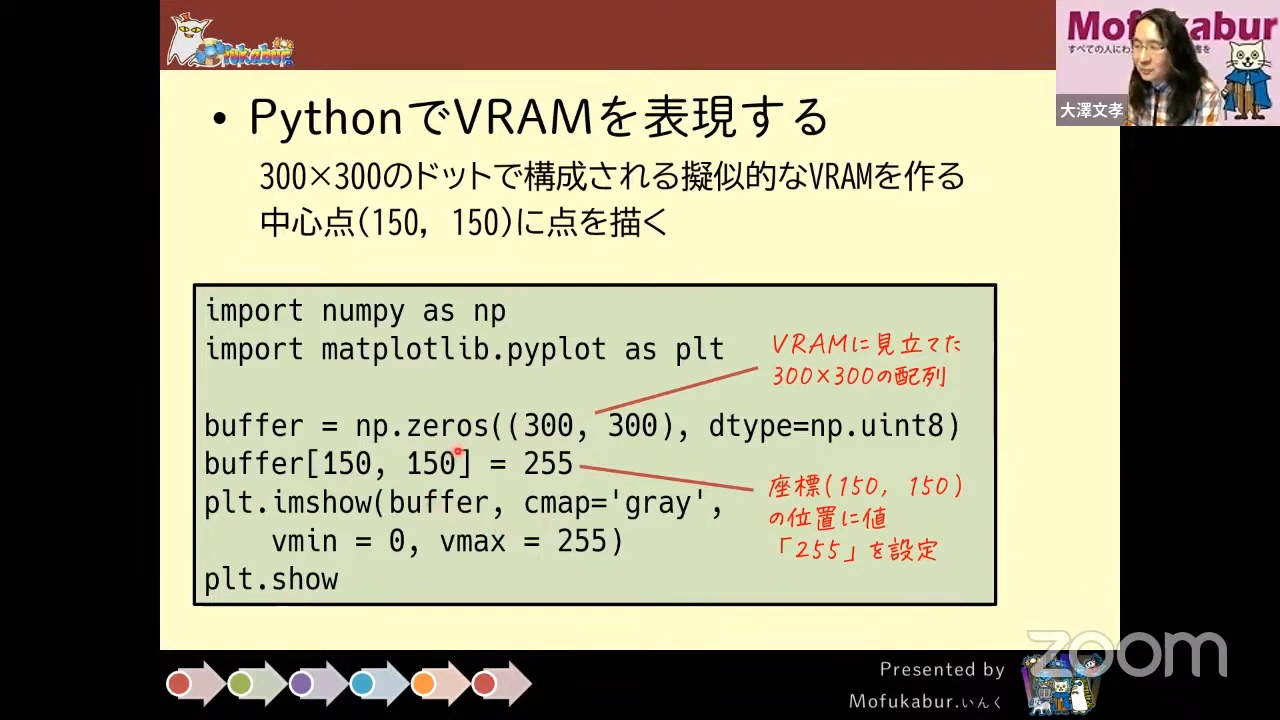 Mofukabur
Mofukabur
すべての人にわ
書を
大澤文孝
• PythonでVRAMを表現する
300×300のドットで構成される擬似的なVRAMを作る
中心点(150, 150)に点を描く
import numpy as np
import matplotlib.pyplot as plt
VRAMに見立てた
300×300の配列
buffer = np.zeros((300, 300), dtype=np.uint8)
buffer[150, 150] = 255
plt.imshow(buffer, cmap='gray',
vmin = 0, vmax = 255)
plt.show
座標(150, 150)
の位置に値
「255」を設定
zoom
Presented by
Mofukabur.いんく